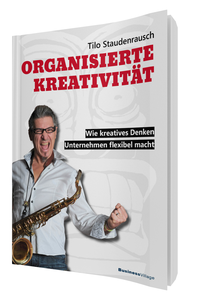 Tilo Staudenrausch
ORGANISIERTE
KREATIVITÄT
Wie kreatives Denken
Unternehmen flexibel macht
BusinessVillage